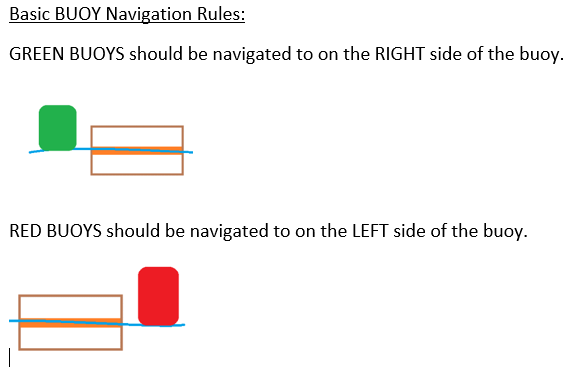 Basic BUOY Navigation Rules:
GREEN BUOYS should be navigated to on the RIGHT side of the buoy.
RED BUOYS should be navigated to on the LEFT side of the buoy.